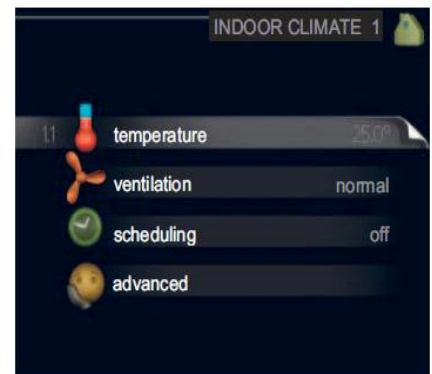 INDOOR CLIMATE 1
1.1 temperature 25.0°
ventilation normal
scheduling off
advanced